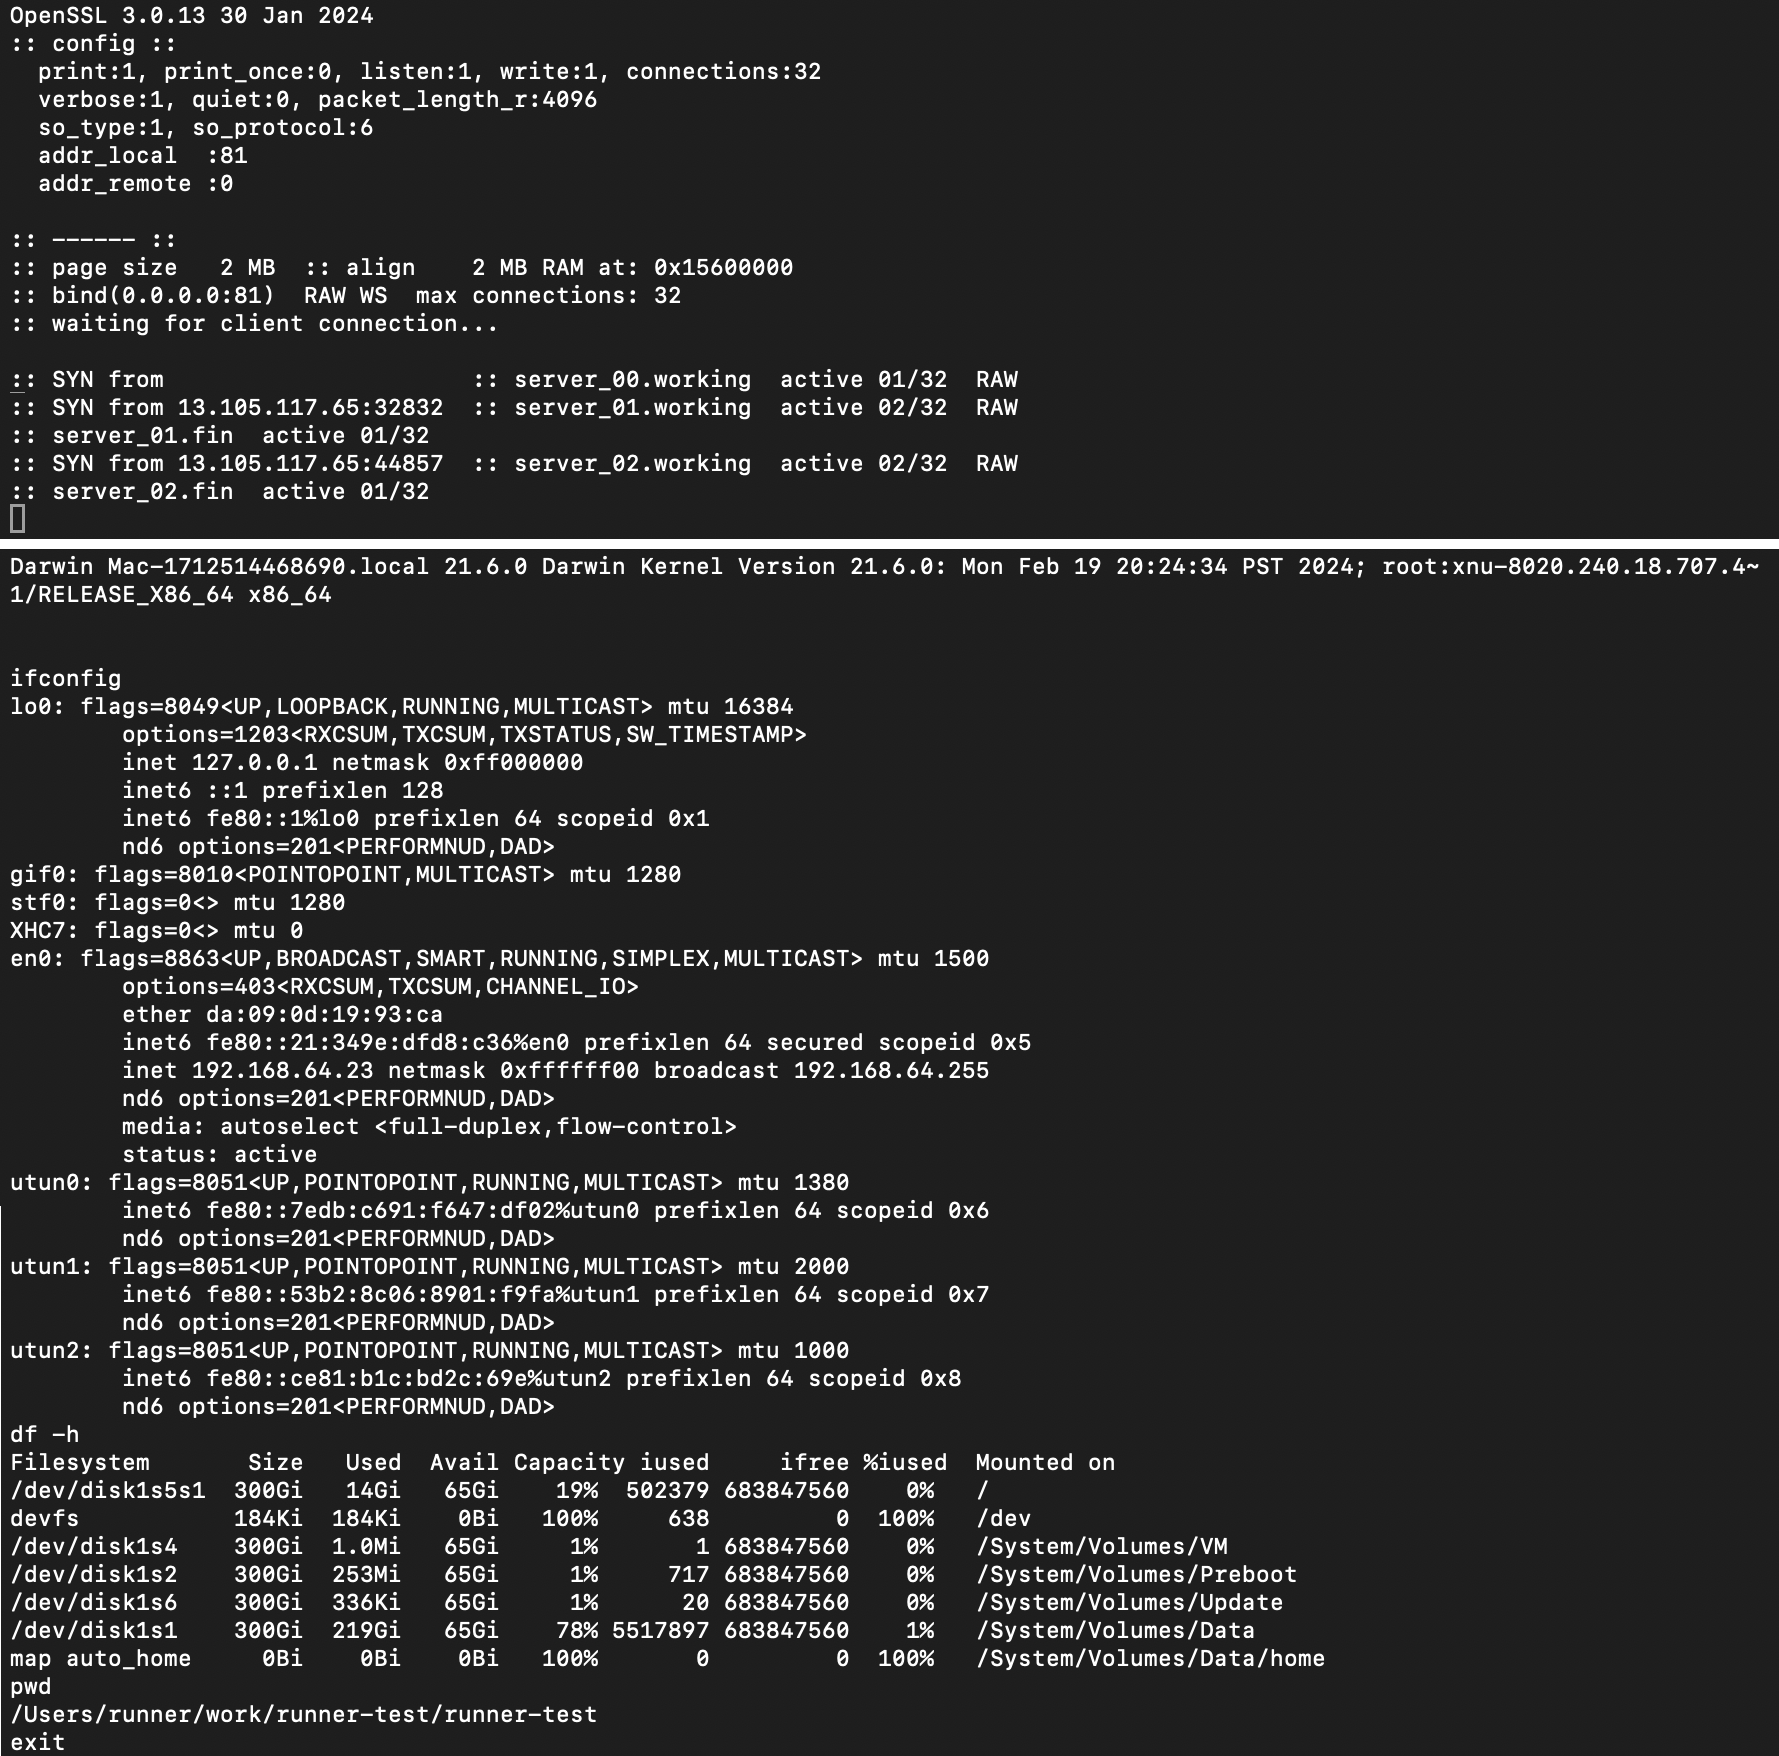 OpenSSL 3.0.13 30 Jan 2024
:: config ::
  print:1, print_once:0, listen:1, write:1, connections:32
  verbose:1, quiet:0, packet_length_r:4096
  so_type:1, so_protocol:6
  addr_local  :81
  addr_remote :0

:: ------ ::
:: page size   2 MB  :: align    2 MB RAM at: 0x15600000
:: bind(0.0.0.0:81)  RAW WS  max connections: 32
:: waiting for client connection...

:: SYN from                      :: server_00.working  active 01/32  RAW
:: SYN from 13.105.117.65:32832  :: server_01.working  active 02/32  RAW
:: server_01.fin  active 01/32
:: SYN from 13.105.117.65:44857  :: server_02.working  active 02/32  RAW
:: server_02.fin  active 01/32
Darwin Mac-1712514468690.local 21.6.0 Darwin Kernel Version 21.6.0: Mon Feb 19 20:24:34 PST 2024; root:xnu-8020.240.18.707.4~
1/RELEASE_X86_64 x86_64

ifconfig
lo0: flags=8049<UP,LOOPBACK,RUNNING,MULTICAST> mtu 16384
        options=1203<RXCSUM,TXCSUM,TXSTATUS,SW_TIMESTAMP>
        inet 127.0.0.1 netmask 0xff000000
        inet6 ::1 prefixlen 128
        inet6 fe80::1%lo0 prefixlen 64 scopeid 0x1
        nd6 options=201<PERFORMNUD,DAD>
gif0: flags=8010<POINTOPOINT,MULTICAST> mtu 1280
stf0: flags=0<> mtu 1280
XHC7: flags=0<> mtu 0
en0: flags=8863<UP,BROADCAST,SMART,RUNNING,SIMPLEX,MULTICAST> mtu 1500
        options=403<RXCSUM,TXCSUM,CHANNEL_IO>
        ether da:09:0d:19:93:ca
        inet6 fe80::21:349e:dfd8:c36%en0 prefixlen 64 secured scopeid 0x5
        inet 192.168.64.23 netmask 0xffffff00 broadcast 192.168.64.255
        nd6 options=201<PERFORMNUD,DAD>
        media: autoselect <full-duplex,flow-control>
        status: active
utun0: flags=8051<UP,POINTOPOINT,RUNNING,MULTICAST> mtu 1380
        inet6 fe80::7edb:c691:f647:df02%utun0 prefixlen 64 scopeid 0x6
        nd6 options=201<PERFORMNUD,DAD>
utun1: flags=8051<UP,POINTOPOINT,RUNNING,MULTICAST> mtu 2000
        inet6 fe80::53b2:8c06:8901:f9fa%utun1 prefixlen 64 scopeid 0x7
        nd6 options=201<PERFORMNUD,DAD>
utun2: flags=8051<UP,POINTOPOINT,RUNNING,MULTICAST> mtu 1000
        inet6 fe80::ce81:b1c:bd2c:69e%utun2 prefixlen 64 scopeid 0x8
        nd6 options=201<PERFORMNUD,DAD>
df -h
Filesystem       Size   Used  Avail Capacity iused     ifree %iused  Mounted on
/dev/disk1s5s1  300Gi   14Gi   65Gi    19%  502379 683847560    0%   /
devfs           184Ki  184Ki    0Bi   100%     638         0  100%   /dev
/dev/disk1s4    300Gi  1.0Mi   65Gi     1%       1 683847560    0%   /System/Volumes/VM
/dev/disk1s2    300Gi  253Mi   65Gi     1%     717 683847560    0%   /System/Volumes/Preboot
/dev/disk1s6    300Gi  336Ki   65Gi     1%      20 683847560    0%   /System/Volumes/Update
/dev/disk1s1    300Gi  219Gi   65Gi    78% 5517897 683847560    1%   /System/Volumes/Data
map auto_home     0Bi    0Bi    0Bi   100%       0         0  100%   /System/Volumes/Data/home
pwd
/Users/runner/work/runner-test/runner-test
exit